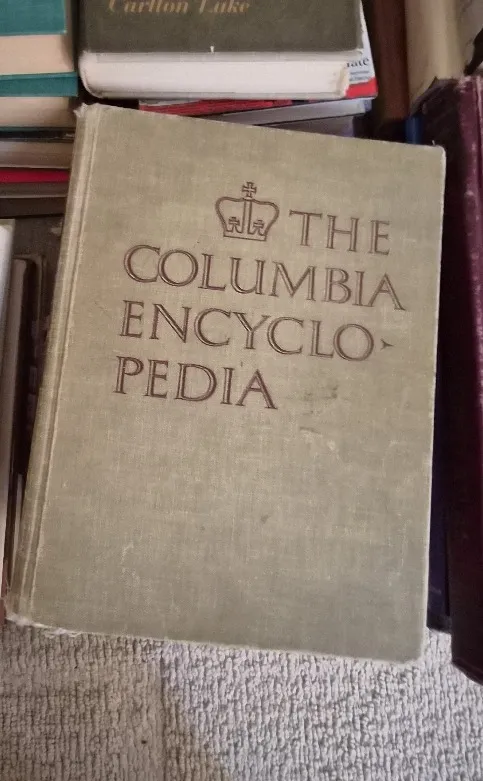 Carlton Lake
THE
COLUMBIA
ENCYCLO-
PEDIA